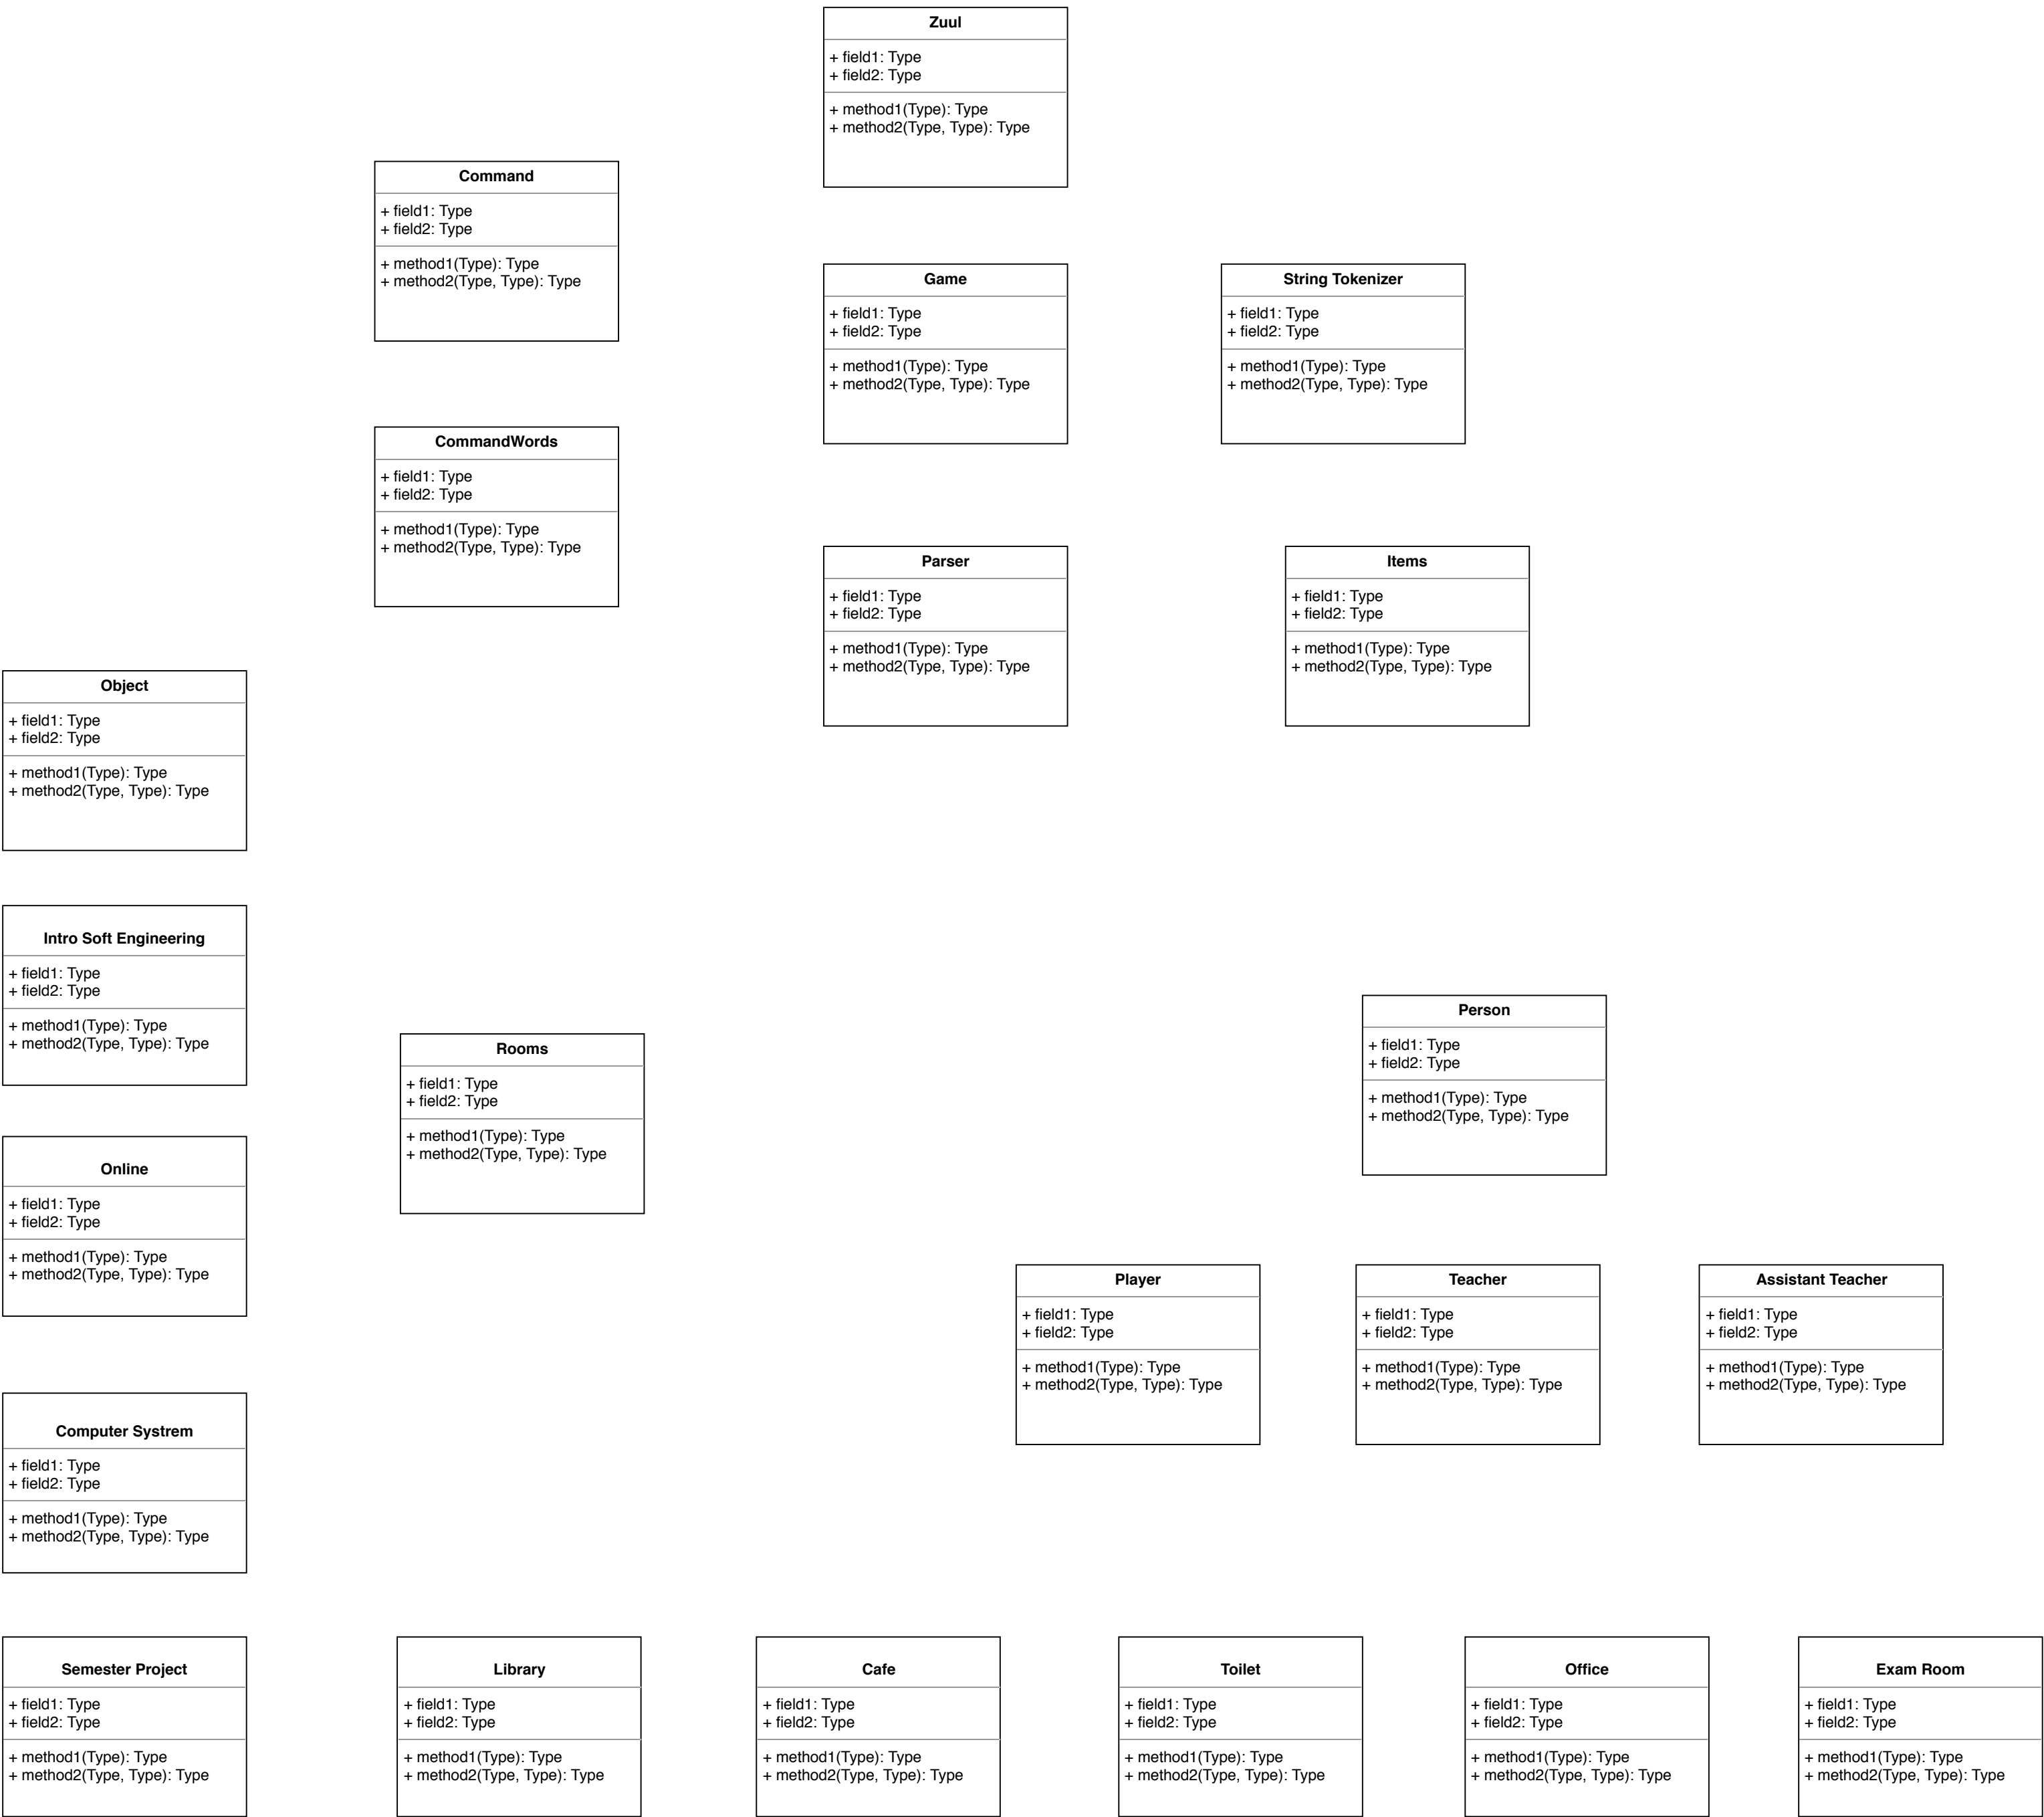 Zuul
+ field1: Type
+ field2: Type
+ method1(Type): Type
+ method2(Type, Type): Type
Command
+ field1: Type
+ field2: Type
+ method1(Type): Type
+ method2(Type, Type): Type
Game
+ field1: Type
+ field2: Type
+ method1(Type): Type
+ method2(Type, Type): Type
String Tokenizer
+ field1: Type
+ field2: Type
+ method1(Type): Type
+ method2(Type, Type): Type
CommandWords
+ field1: Type
+ field2: Type
+ method1(Type): Type
+ method2(Type, Type): Type
Parser
+ field1: Type
+ field2: Type
+ method1(Type): Type
+ method2(Type, Type): Type
Items
+ field1: Type
+ field2: Type
+ method1(Type): Type
+ method2(Type, Type): Type
Object
+ field1: Type
+ field2: Type
+ method1(Type): Type
+ method2(Type, Type): Type
Intro Soft Engineering
+ field1: Type
+ field2: Type
+ method1(Type): Type
+ method2(Type, Type): Type
Person
+ field1: Type
+ field2: Type
+ method1(Type): Type
+ method2(Type, Type): Type
Rooms
+ field1: Type
+ field2: Type
+ method1(Type): Type
+ method2(Type, Type): Type
Online
+ field1: Type
+ field2: Type
+ method1(Type): Type
+ method2(Type, Type): Type
Player
+ field1: Type
+ field2: Type
+ method1(Type): Type
+ method2(Type, Type): Type
Teacher
+ field1: Type
+ field2: Type
+ method1(Type): Type
+ method2(Type, Type): Type
Assistant Teacher
+ field1: Type
+ field2: Type
+ method1(Type): Type
+ method2(Type, Type): Type
Computer Systrem
+ field1: Type
+ field2: Type
+ method1(Type): Type
+ method2(Type, Type): Type
Semester Project
+ field1: Type
+ field2: Type
+ method1(Type): Type
+ method2(Type, Type): Type
Library
+ field1: Type
+ field2: Type
+ method1(Type): Type
+ method2(Type, Type): Type
Cafe
+ field1: Type
+ field2: Type
+ method1(Type): Type
+ method2(Type, Type): Type
Toilet
+ field1: Type
+ field2: Type
+ method1(Type): Type
+ method2(Type, Type): Type
Office
+ field1: Type
+ field2: Type
+ method1(Type): Type
+ method2(Type, Type): Type
Exam Room
+ field1: Type
+ field2: Type
+ method1(Type): Type
+ method2(Type, Type): Type